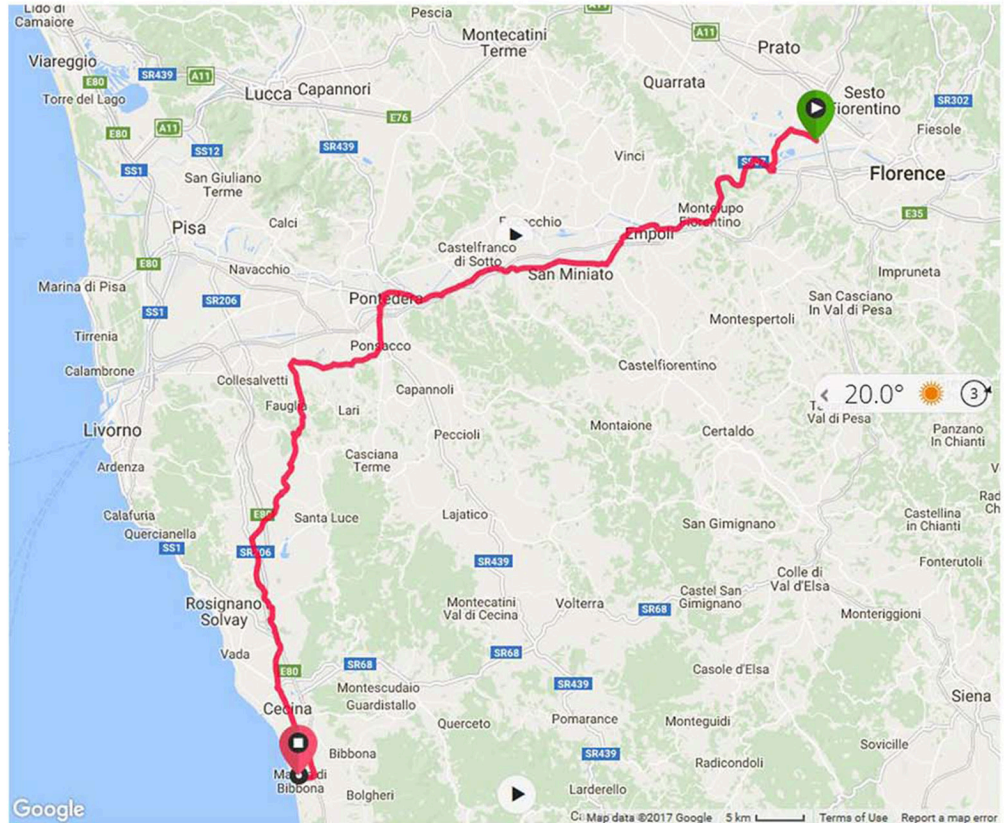 Lido di
Camaiore
Pescia
A11
Montecatini
Terme
A11
Prato
Viareggio
E80
SR439
A11
Quarrata
Sesto
Fiorentino
Torre del Lago
Lucca
Capannori
SR302
E80
A11
E76
Fiesole
SS1
SS12
SR439
Vinci
Florence
San Giuliano
Terme
Montelupo
Fiorentino
E35
Pisa
Calci
Empoli
Castelfranco
di Sotto
E80
Navacchio
San Miniato
Impruneta
Marina di Pisa
SR206
Pontedera
San Casciano
In Val di Pesa
SS1
Montespertoli
Tirrenia
Ponsacco
Calambrone
Collesalvetti
Castelfiorentino
Capannoli
20.0°
3
Fauglia
Lari
Val di Pesa
Livorno
Peccioli
Montaione
Certaldo
Panzano
In Chianti
Ardenza
Casciana
Terme
Calafuria
E80
Santa Luce
Lajatico
San Gimignano
Castellina
in Chianti
Quercianella
SS1
SR206
SR439
Fonterutoli
Colle di
Val d'Elsa
Rosignano
Solvay
Montecatini
Val di Cecina
Volterra
SR68
Castel San
Gimignano
Monteriggioni
Vada
E80
SR68
SR68
Casole d'Elsa
Montescudaio
SR439
Siena
Cecina
Guardistallo
Querceto
Pomarance
Monteguidi
Bibbona
SR439
Sovicille
Marina di
Bibbona
Radicondoli
Bolgheri
Larderello
Google
Map data ©2017 Google
5 km
Terms of Use
Report a map error